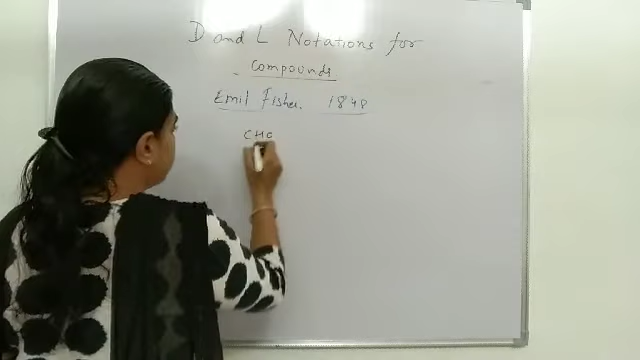 D and L Notations for
Compounds
Emil Fisher. 1848
CHO